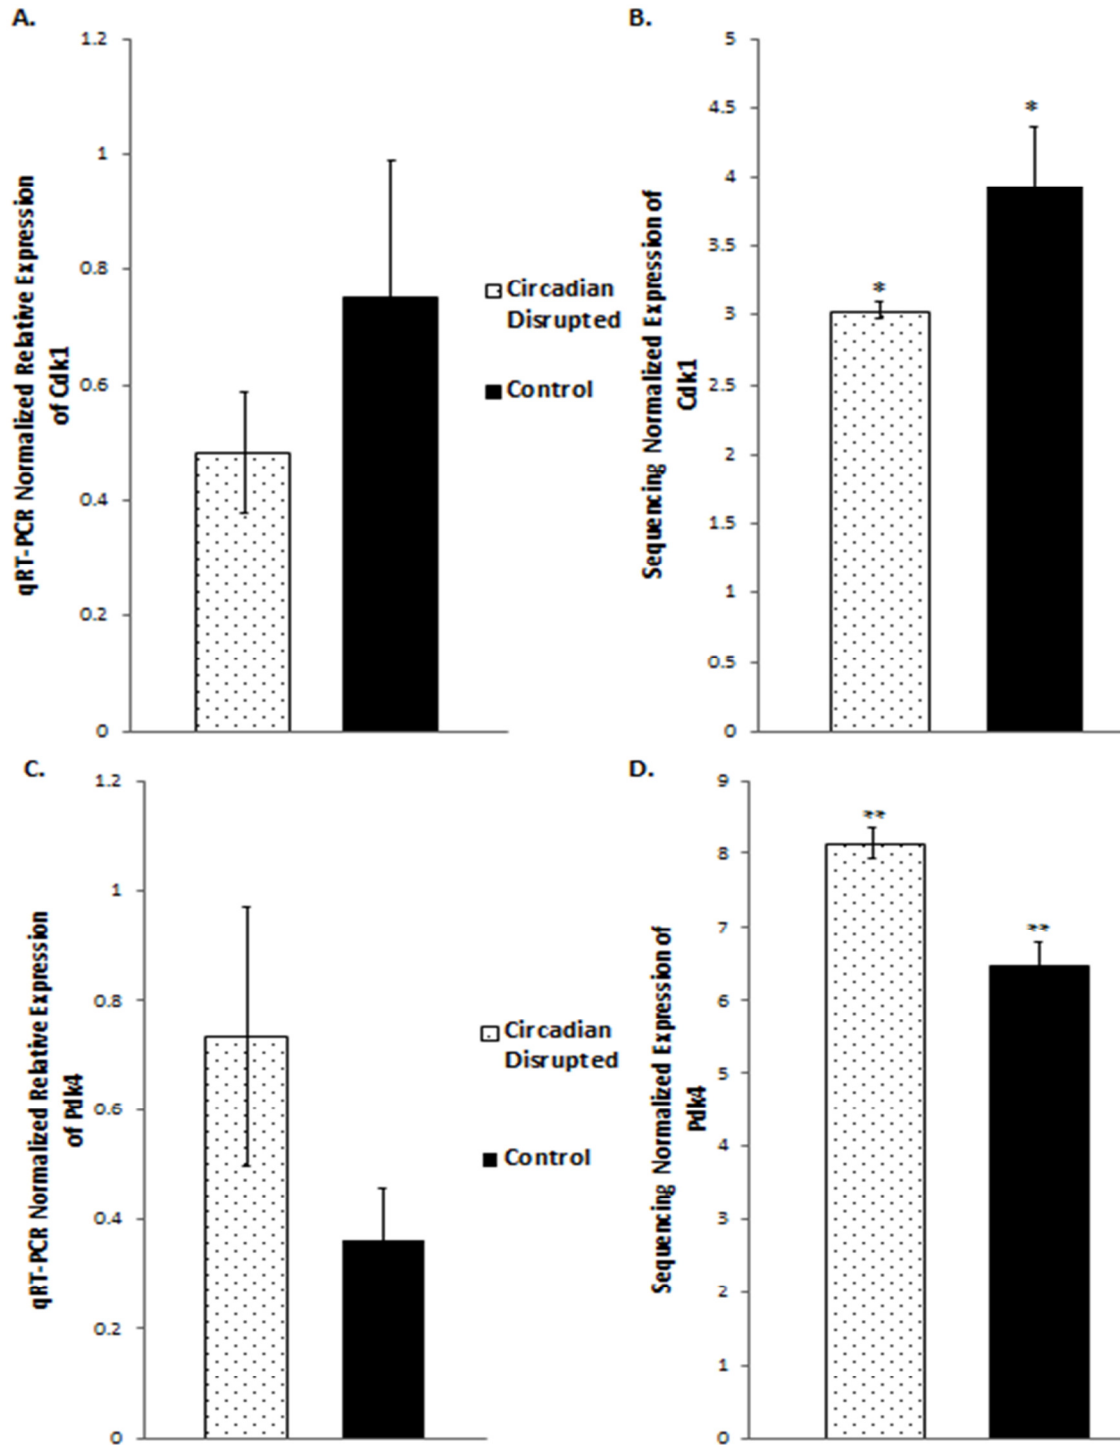 A.
qRT-PCR Normalized Relative Expression
of Cdk1
1.2
1
0.8
0.6
0.4
0.2
0
Circadian
Disrupted
Control
B.
Sequencing Normalized Expression of
Cdk1
5
4.5
4
3.5
3
2.5
2
1.5
1
0.5
0
*
*
C.
qRT-PCR Normalized Relative Expression
of Pdk4
1.2
1
0.8
0.6
0.4
0.2
0
Circadian
Disrupted
Control
D.
Sequencing Normalized Expression of
Pdk4
9
8
7
6
5
4
3
2
1
0
**
**